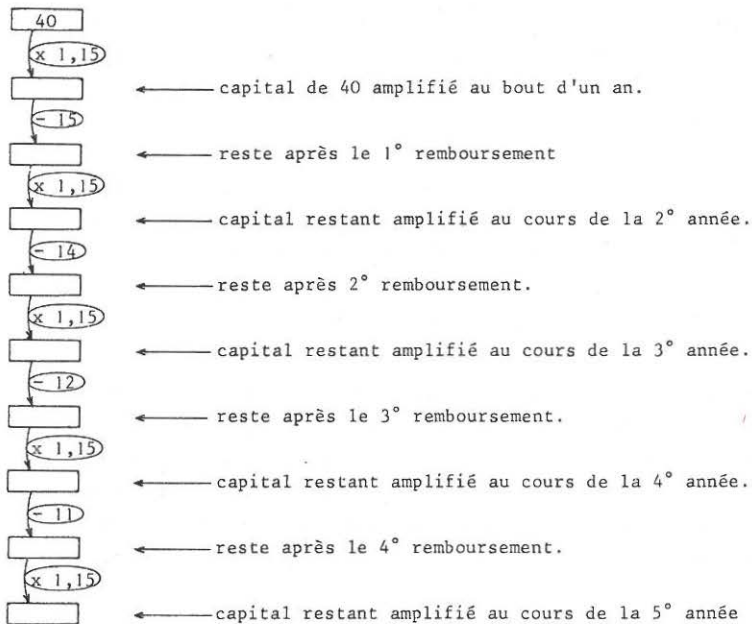 40
x 1,15
capital de 40 amplifié au bout d'un an.
- 15
reste après le 1° remboursement
x 1,15
capital restant amplifié au cours de la 2° année.
- 14
reste après 2° remboursement.
x 1,15
capital restant amplifié au cours de la 3° année.
- 12
reste après le 3° remboursement.
x 1,15
capital restant amplifié au cours de la 4° année.
- 11
reste après le 4° remboursement.
x 1,15
capital restant amplifié au cours de la 5° année